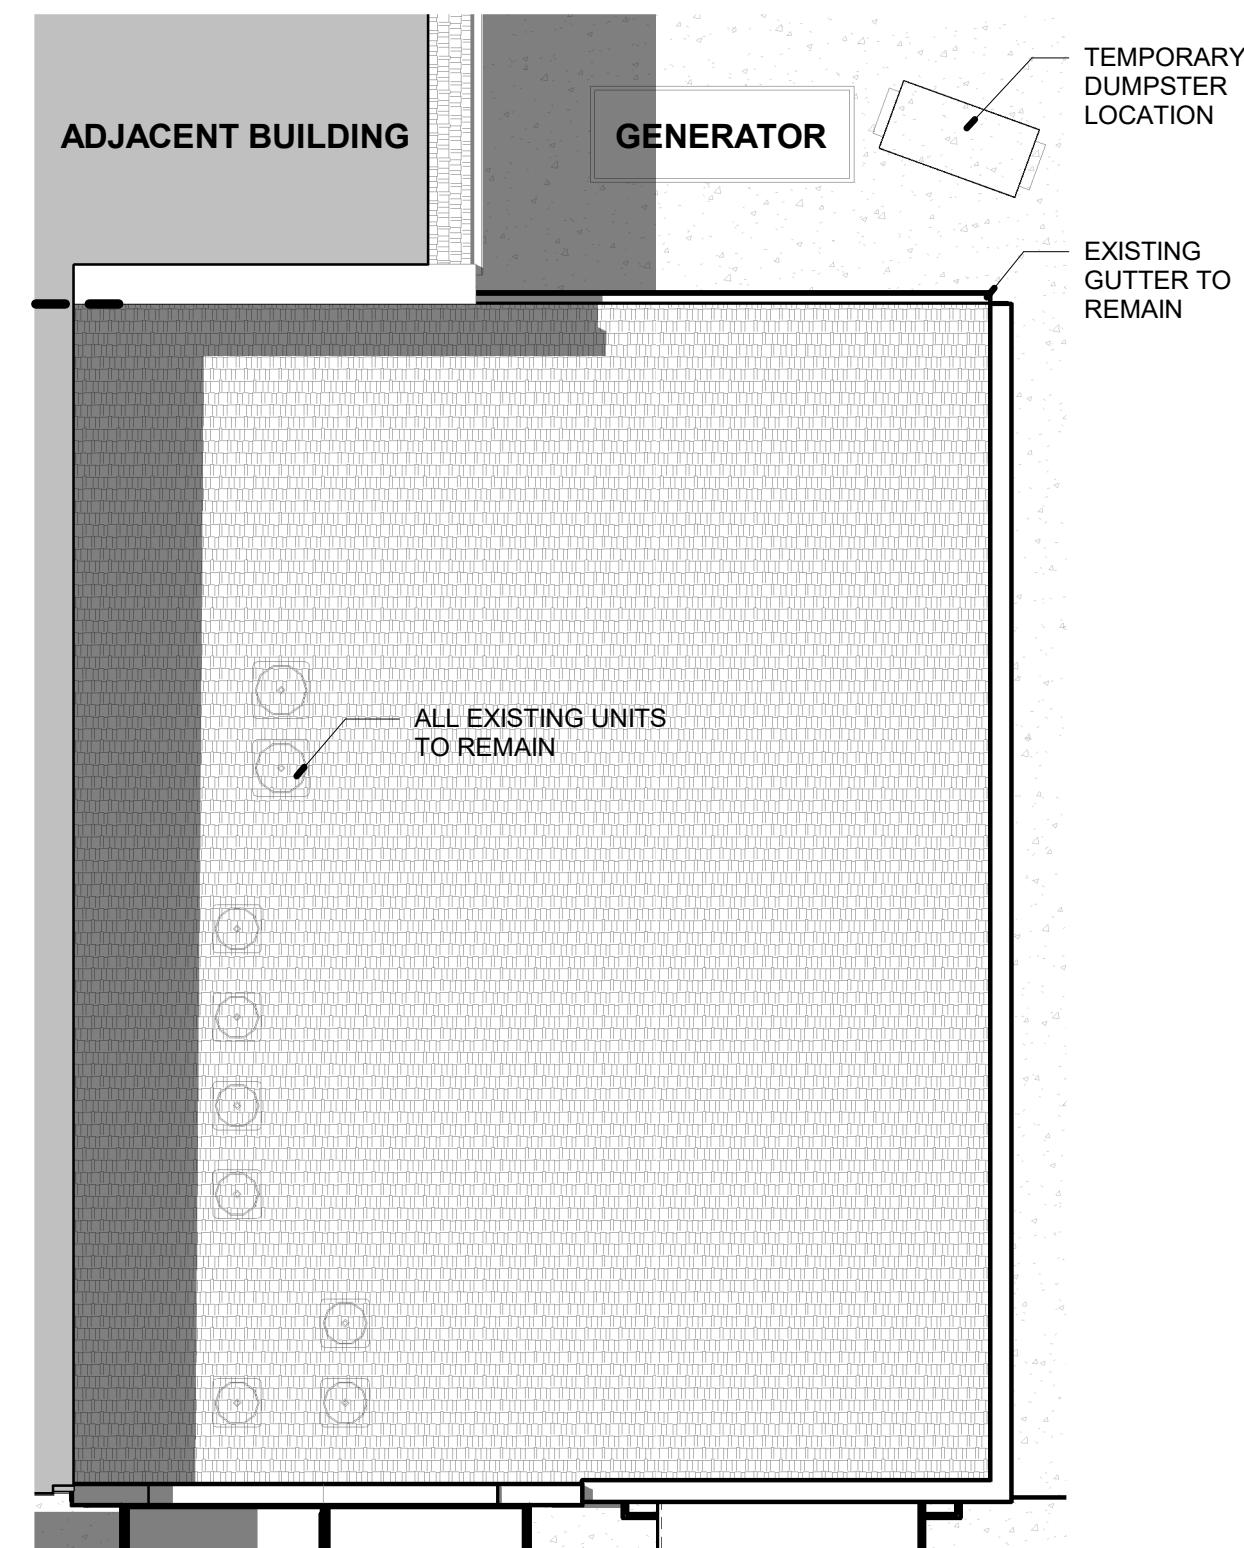 TEMPORARY
DUMPSTER
LOCATION
ADJACENT BUILDING
GENERATOR
EXISTING
GUTTER TO
REMAIN
ALL EXISTING UNITS
TO REMAIN